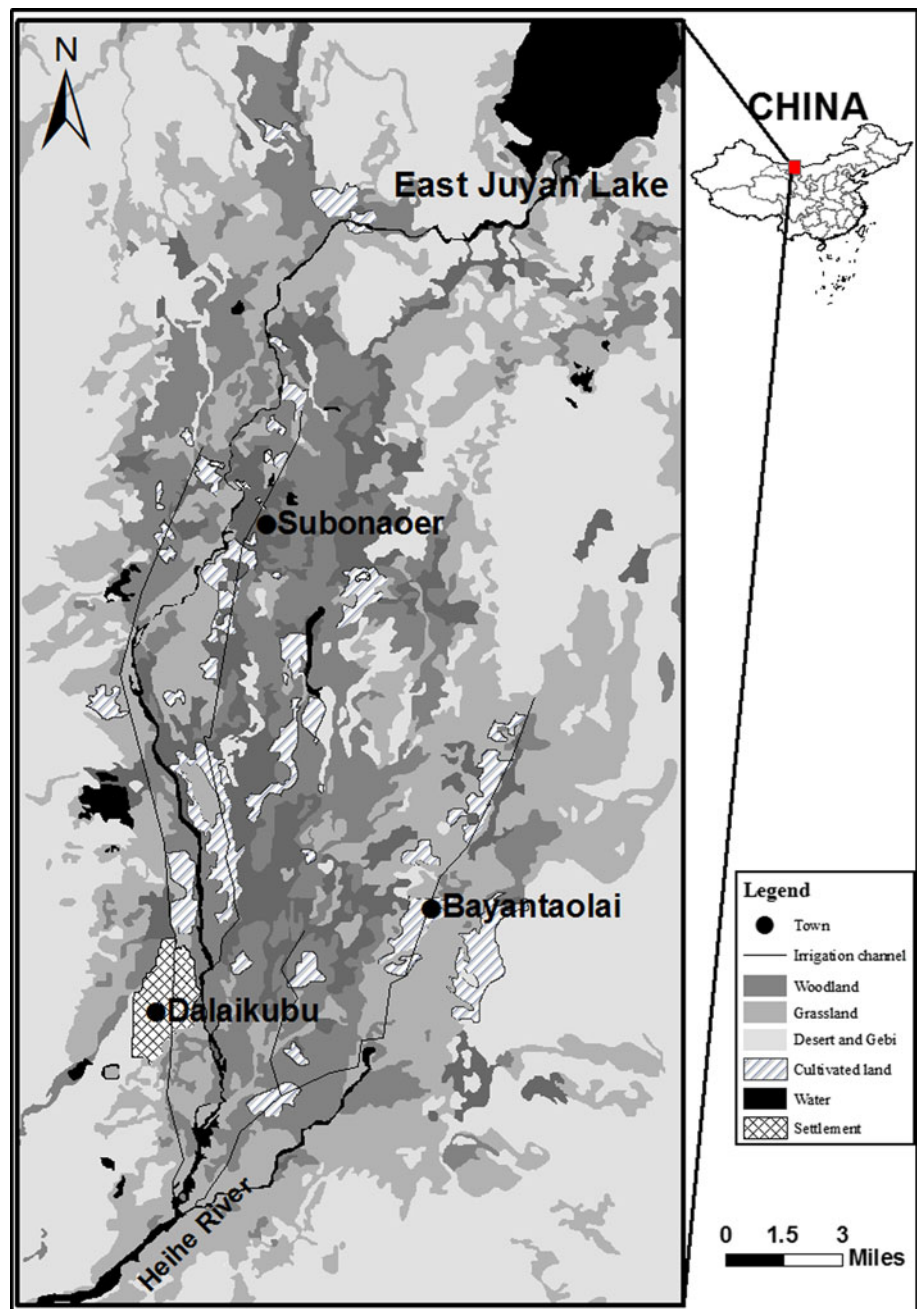 N
CHINA
East Juyan Lake
Subonaoer
Bayantaolai
Dalaikubu
Heihe River
Legend
Town
Irrigation channel
Woodland
Grassland
Desert and Gebi
Cultivated land
Water
Settlement
0 1.5 3
Miles